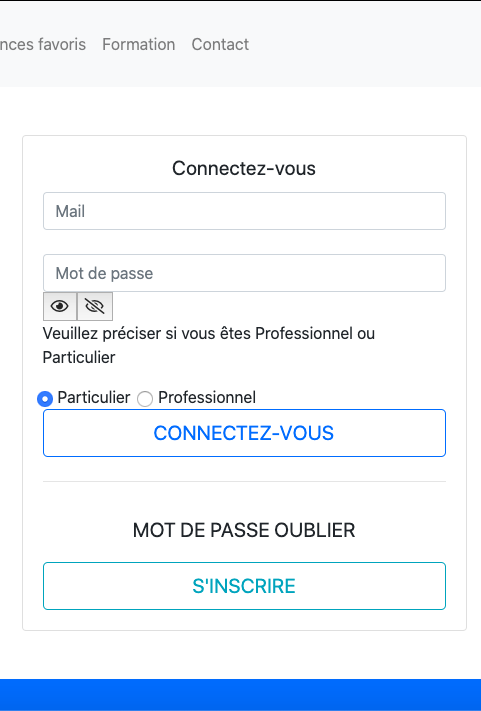 nces favoris Formation Contact
Connectez-vous
Mail
Mot de passe
Veuillez préciser si vous êtes Professionnel ou
Particulier
Particulier Professionnel
CONNECTEZ-VOUS
MOT DE PASSE OUBLIER
S'INSCRIRE